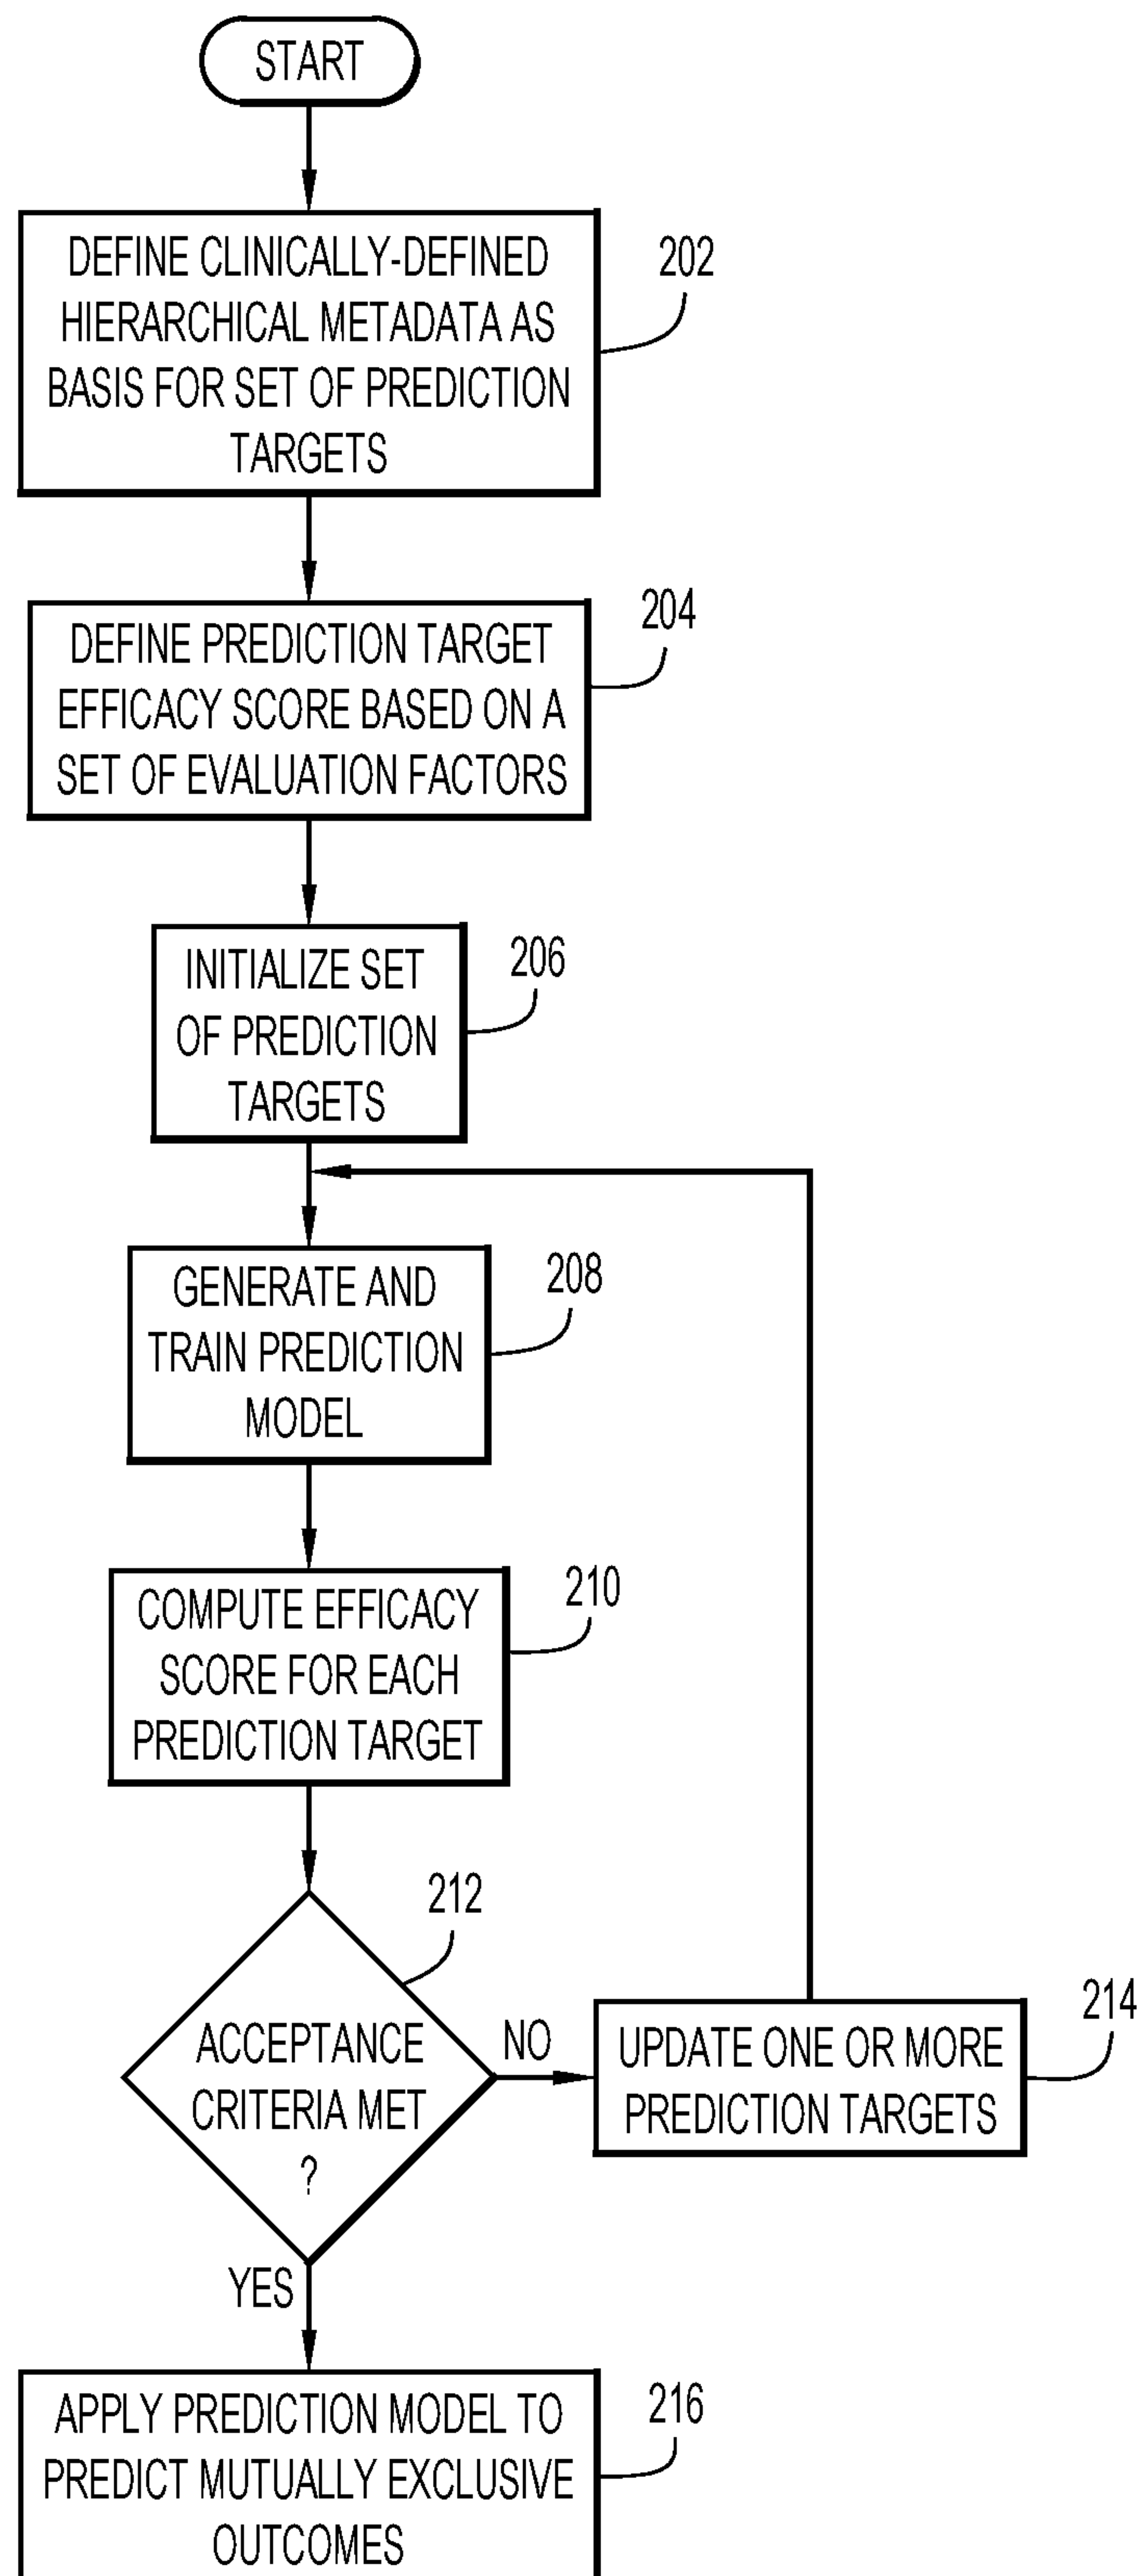 START
DEFINE CLINICALLY-DEFINED
HIERARCHICAL METADATA AS
BASIS FOR SET OF PREDICTION
TARGETS
202
DEFINE PREDICTION TARGET
EFFICACY SCORE BASED ON A
SET OF EVALUATION FACTORS
204
INITIALIZE SET
OF PREDICTION
TARGETS
206
GENERATE AND
TRAIN PREDICTION
MODEL
208
COMPUTE EFFICACY
SCORE FOR EACH
PREDICTION TARGET
210
ACCEPTANCE
CRITERIA MET
?
212
NO
UPDATE ONE OR MORE
PREDICTION TARGETS
214
YES
APPLY PREDICTION MODEL TO
PREDICT MUTUALLY EXCLUSIVE
OUTCOMES
216